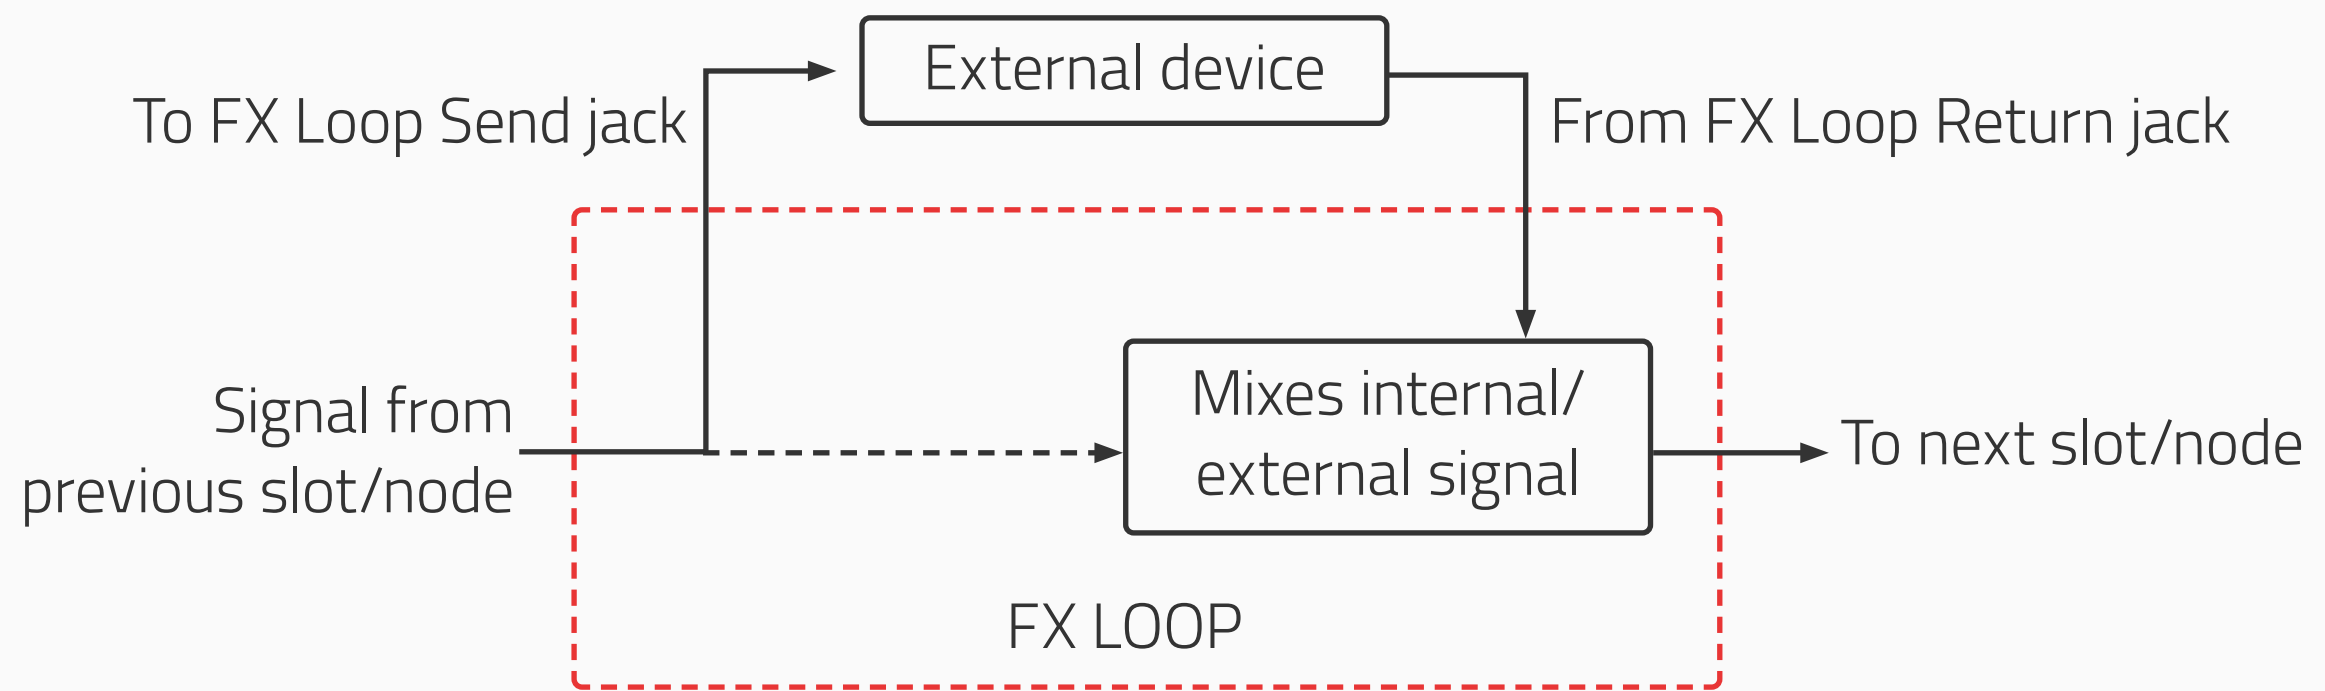 External device
To FX Loop Send jack
From FX Loop Return jack
Mixes internal/
external signal
Signal from
previous slot/node
To next slot/node
FX LOOP